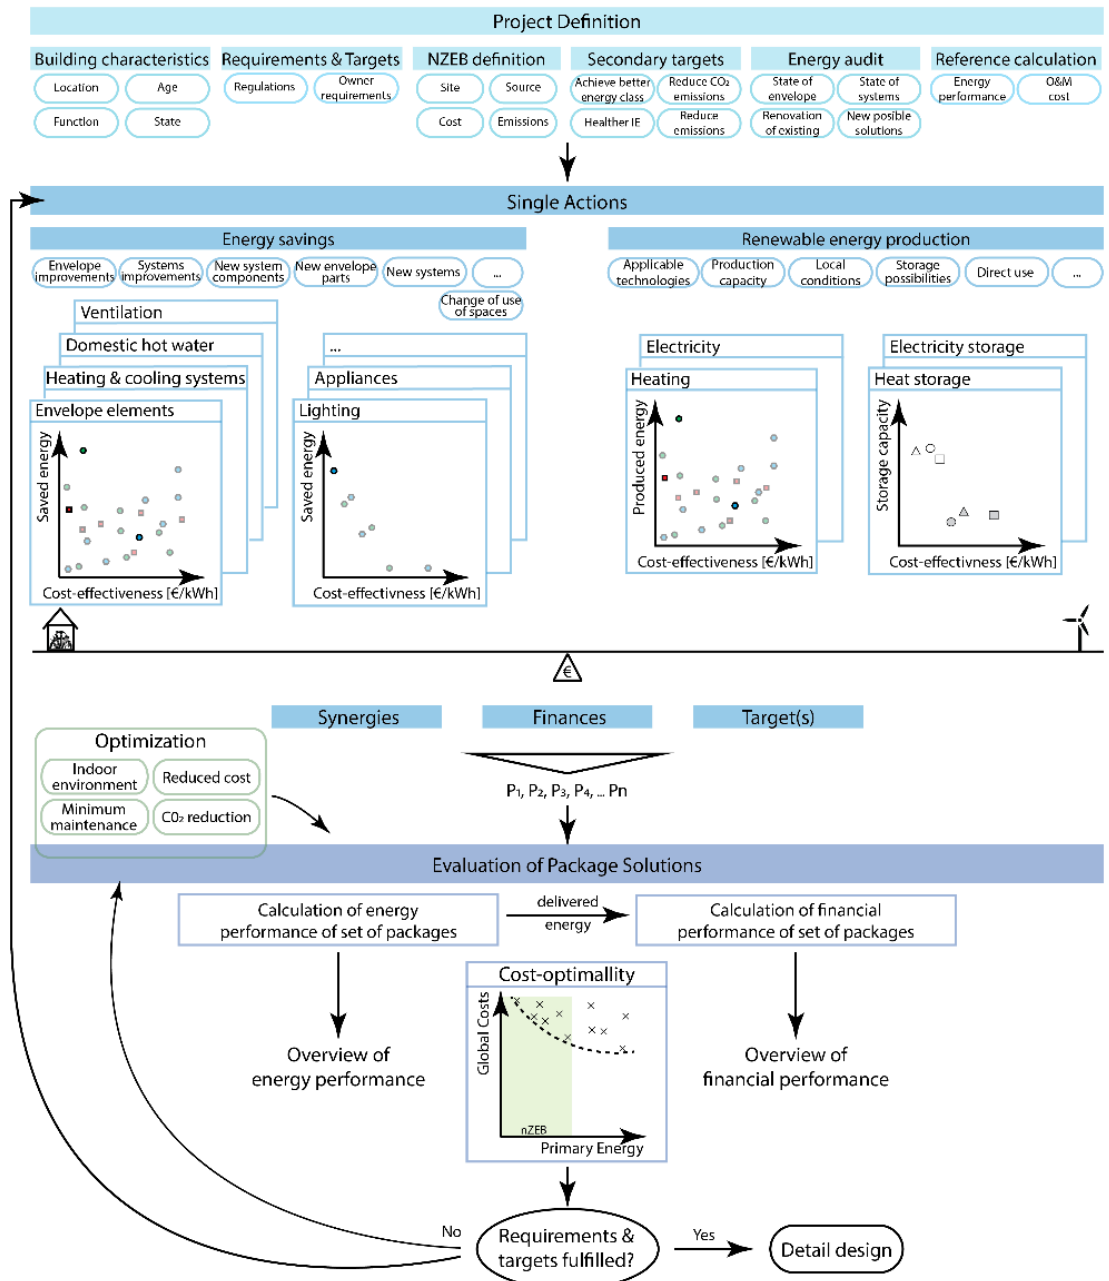 Project Definition
Building characteristics
Requirements & Targets
NZEB definition
Secondary targets
Energy audit
Reference calculation
Location
Age
Function
State
Regulations
Owner
requirements
Site
Source
Cost
Emissions
Achieve better
energy class
Reduce CO₂
emissions
Healther IE
Reduce
emissions
State of
envelope
State of
systems
Renovation
of existing
New posible
solutions
Energy
performance
O&M
cost
Single Actions
Energy savings
Renewable energy production
Envelope
improvements
Systems
improvements
New system
components
New envelope
parts
New systems
...
Change of use
of spaces
Applicable
technologies
Production
capacity
Local
conditions
Storage
possibilities
Direct use
...
Ventilation
Domestic hot water
Heating & cooling systems
Envelope elements
Saved energy
Cost-effectiveness [€/kWh]
...
Appliances
Lighting
Saved energy
Cost-effectivness [€/kWh]
Electricity
Heating
Produced energy
Cost-effectiveness [€/kWh]
Electricity storage
Heat storage
Storage capacity
Cost-effectiveness [€/kWh]
€
Synergies
Finances
Target(s)
Optimization
Indoor
environment
Reduced cost
Minimum
maintenance
C0₂ reduction
P₁, P₂, P₃, P₄, ... Pn
Evaluation of Package Solutions
Calculation of energy
performance of set of packages
delivered
energy
Calculation of financial
performance of set of packages
Cost-optimallity
Global Costs
nZEB
Primary Energy
Overview of
energy performance
Overview of
financial performance
No
Requirements &
targets fulfilled?
Yes
Detail design